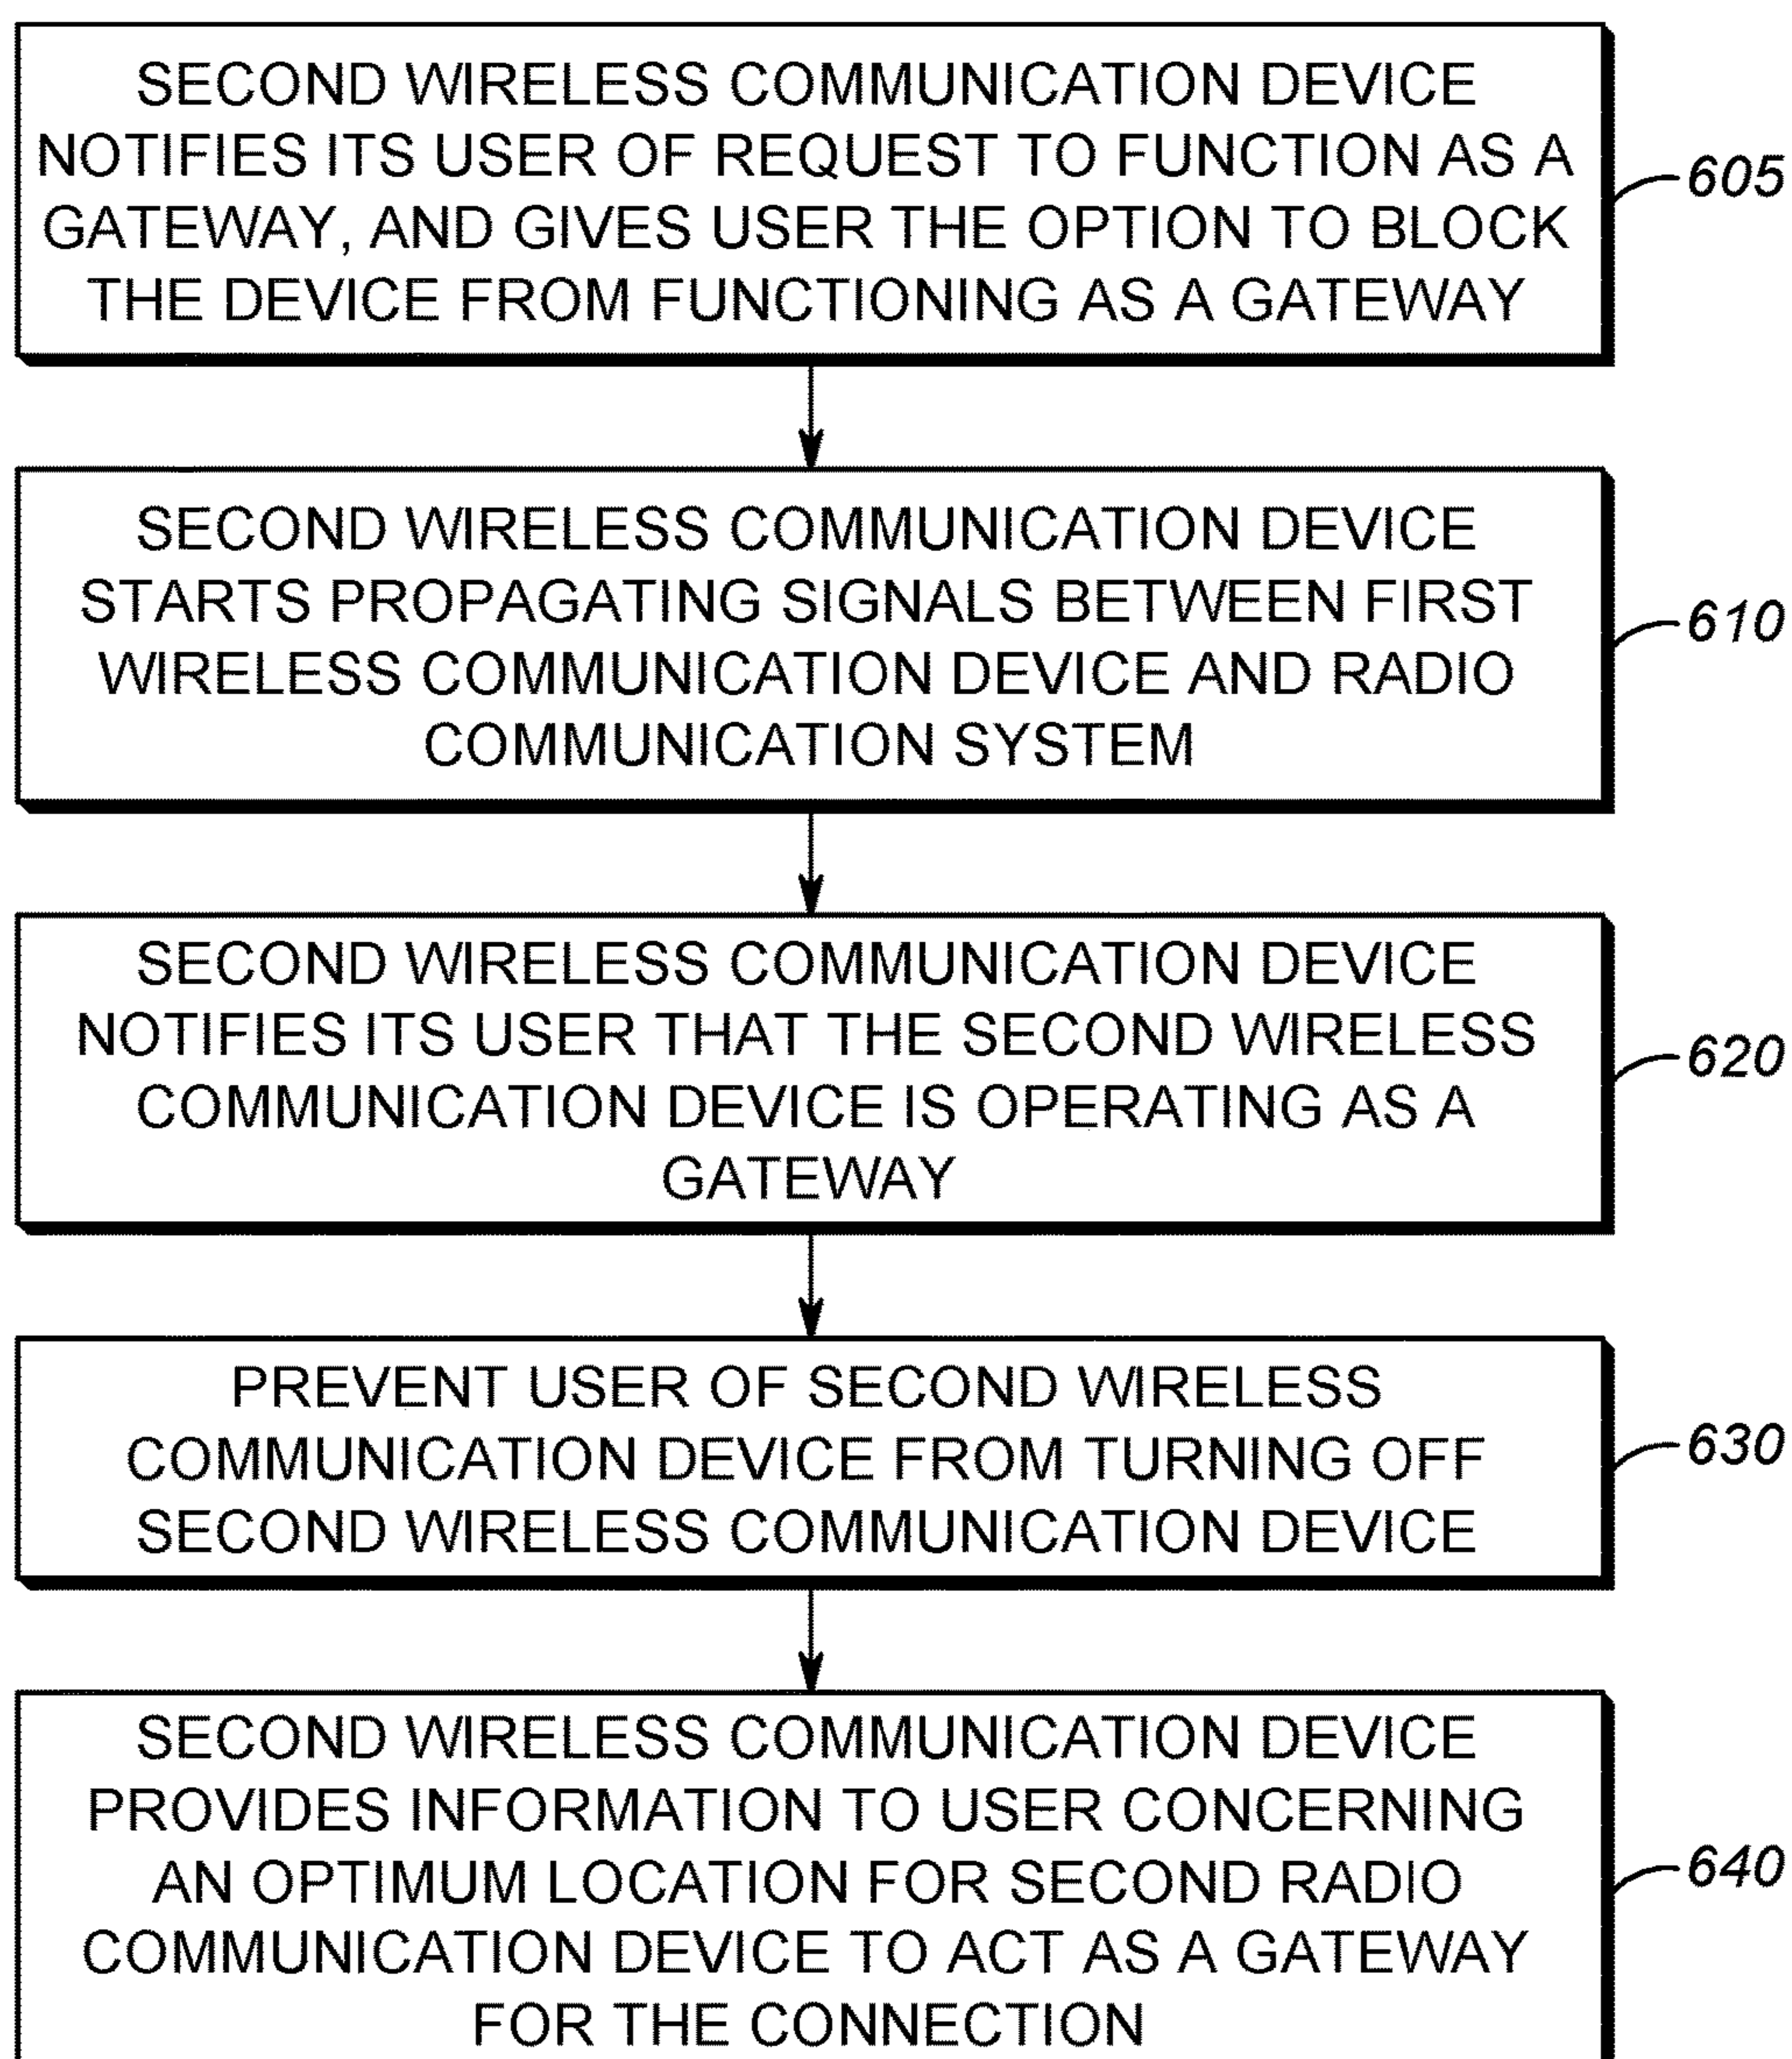 SECOND WIRELESS COMMUNICATION DEVICE
NOTIFIES ITS USER OF REQUEST TO FUNCTION AS A
GATEWAY, AND GIVES USER THE OPTION TO BLOCK
THE DEVICE FROM FUNCTIONING AS A GATEWAY
605
SECOND WIRELESS COMMUNICATION DEVICE
STARTS PROPAGATING SIGNALS BETWEEN FIRST
WIRELESS COMMUNICATION DEVICE AND RADIO
COMMUNICATION SYSTEM
610
SECOND WIRELESS COMMUNICATION DEVICE
NOTIFIES ITS USER THAT THE SECOND WIRELESS
COMMUNICATION DEVICE IS OPERATING AS A
GATEWAY
620
PREVENT USER OF SECOND WIRELESS
COMMUNICATION DEVICE FROM TURNING OFF
SECOND WIRELESS COMMUNICATION DEVICE
630
SECOND WIRELESS COMMUNICATION DEVICE
PROVIDES INFORMATION TO USER CONCERNING
AN OPTIMUM LOCATION FOR SECOND RADIO
COMMUNICATION DEVICE TO ACT AS A GATEWAY
FOR THE CONNECTION
640